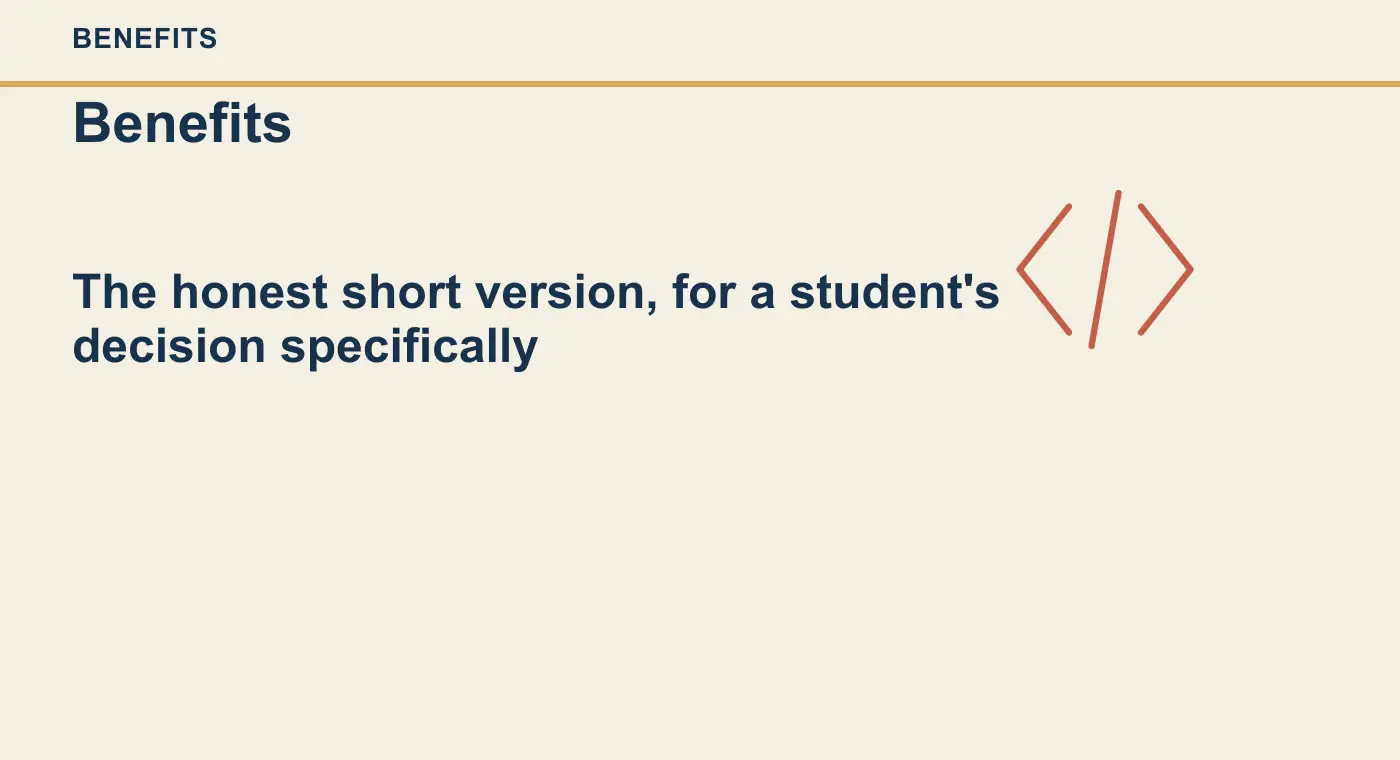 BENEFITS
Benefits
The honest short version, for a student's
decision specifically